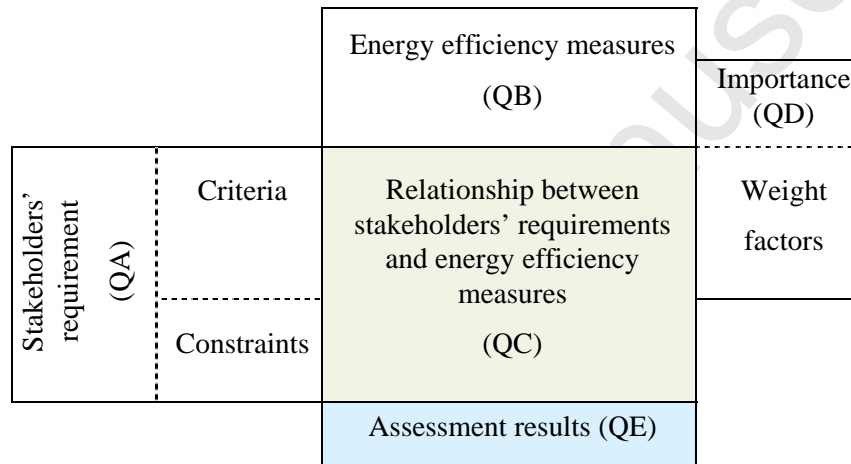 Energy efficiency measures
(QB)
Importance
(QD)
Stakeholders'
requirement
(QA)
Criteria
Constraints
Relationship between
stakeholders' requirements
and energy efficiency
measures
(QC)
Weight
factors
Assessment results (QE)